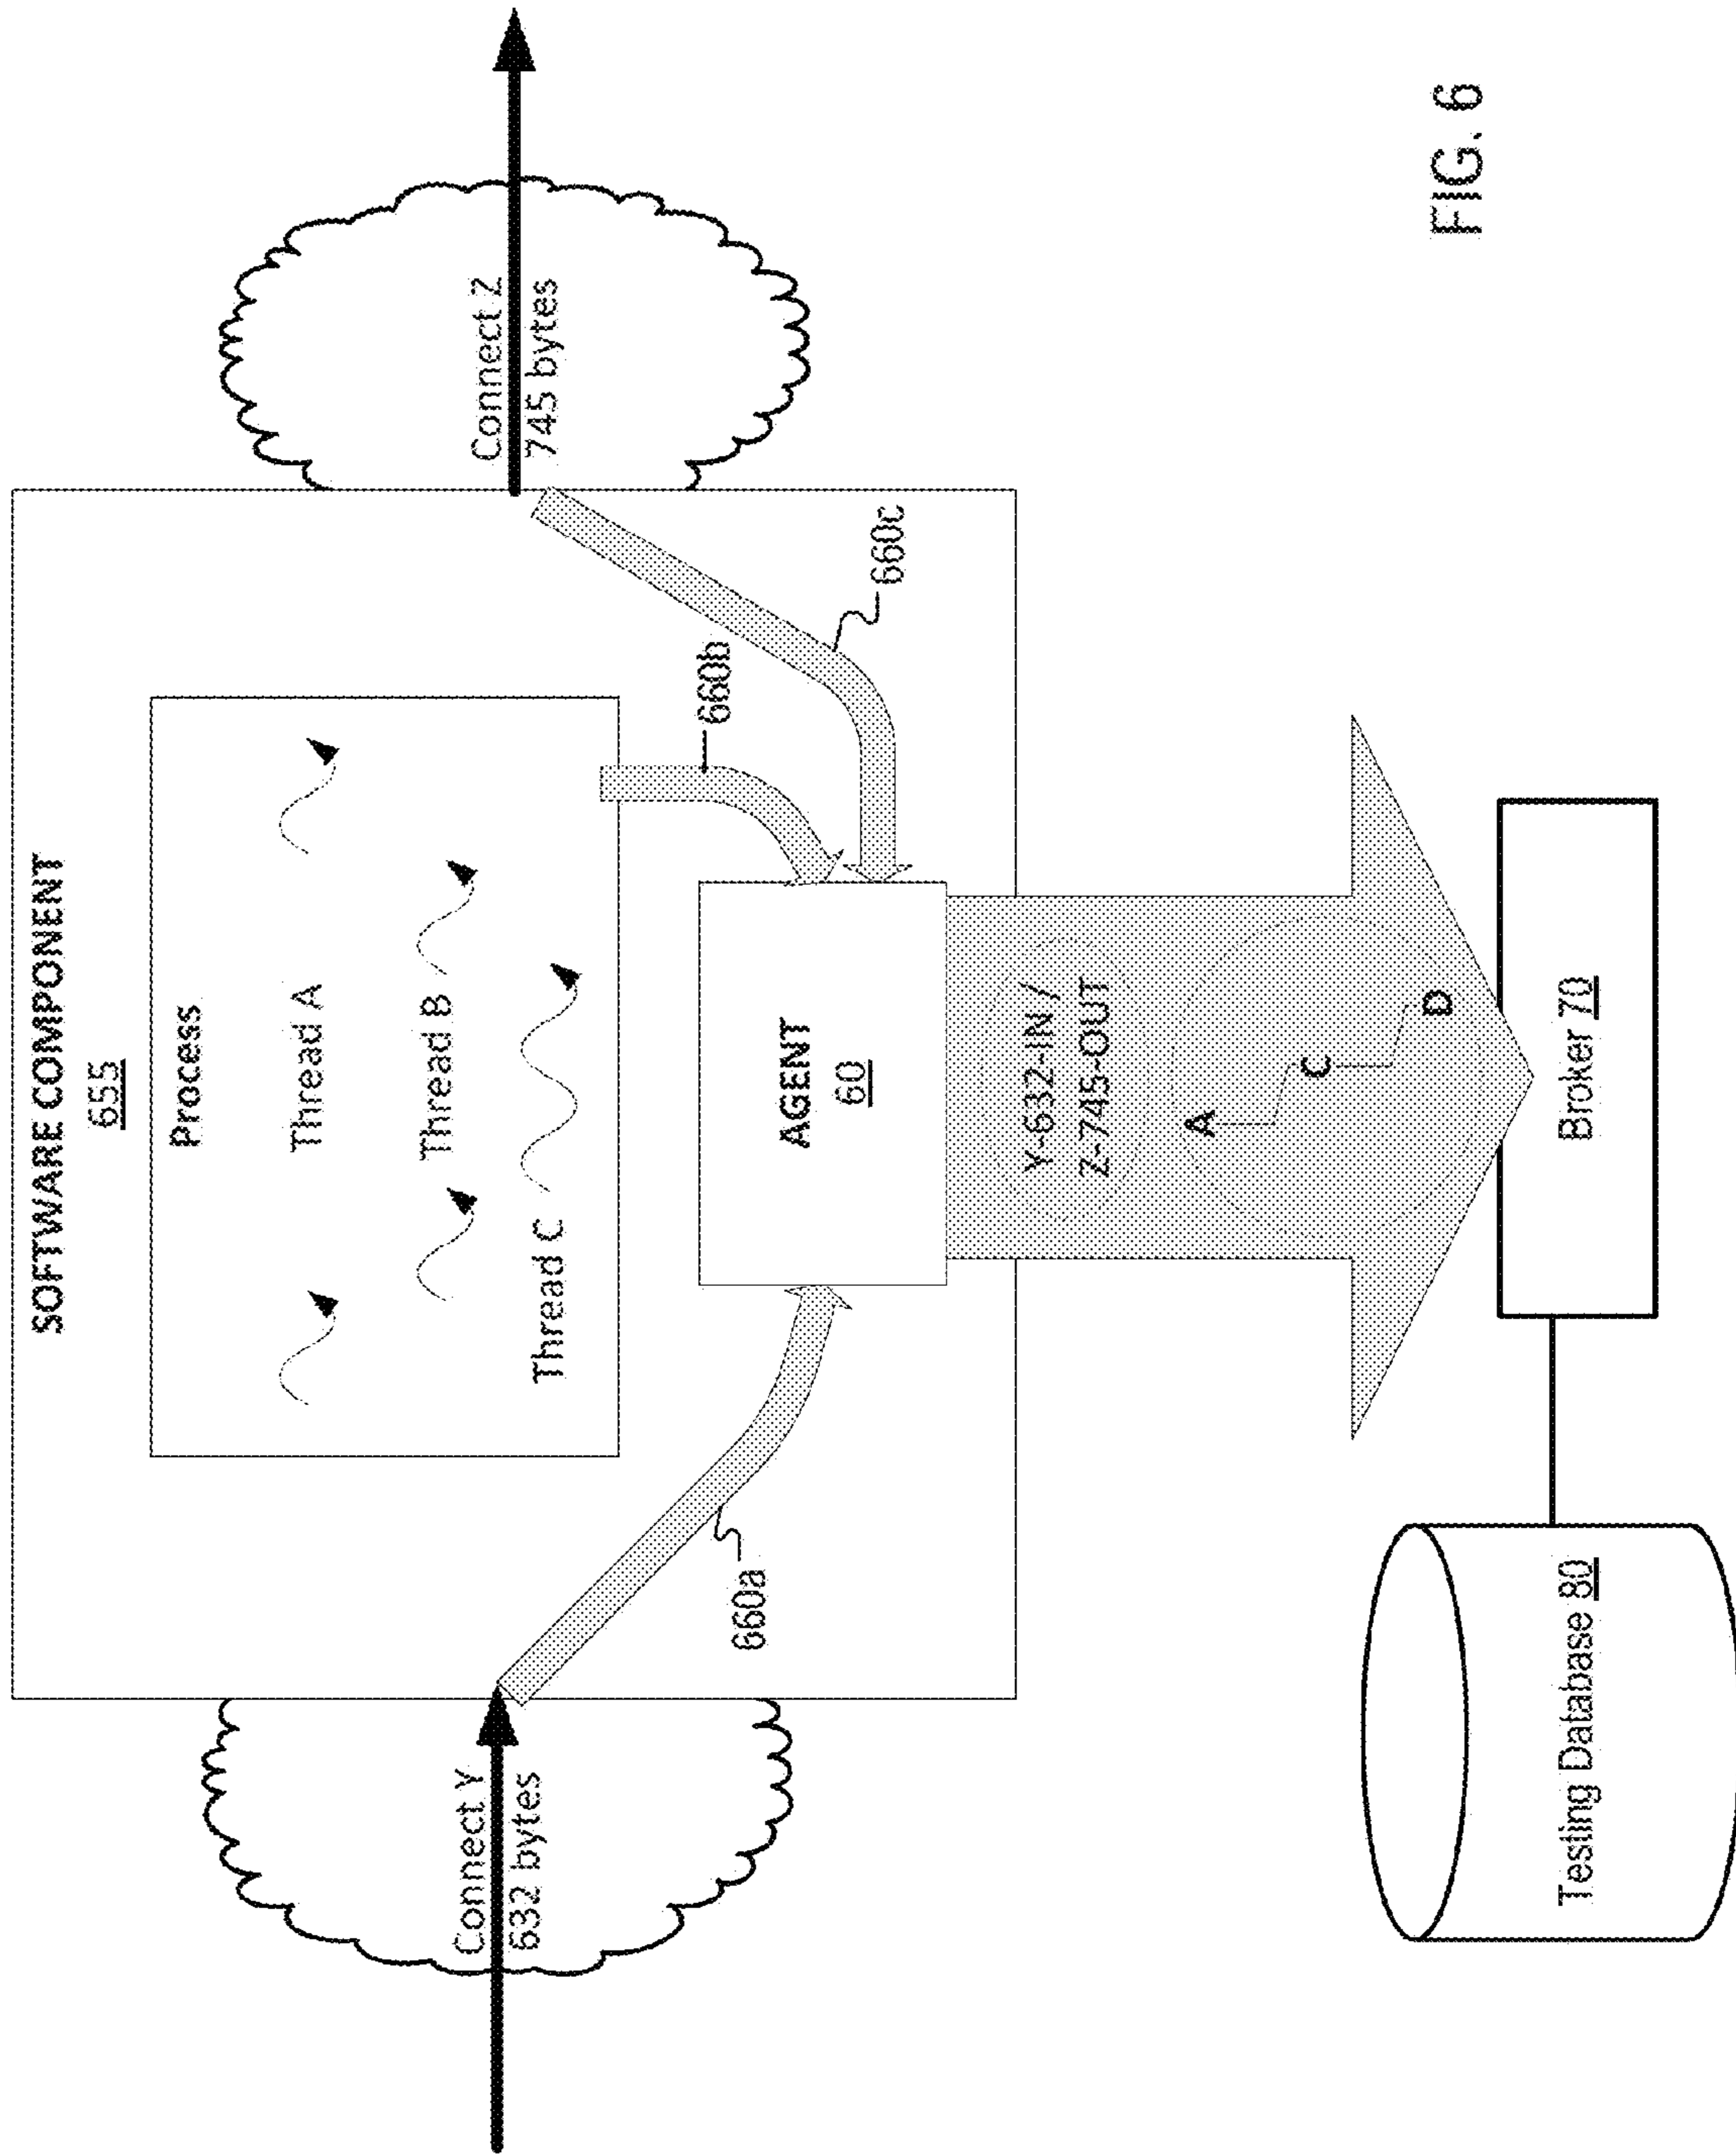 SOFTWARE COMPONENT
655
Process
Thread A
Thread B
Thread C
Connect Y
632 bytes
Connect Z
745 bytes
660a
660b
660c
AGENT
60
Y-632-IN /
Z-745-OUT
A
C
D
Broker 70
Testing Database 80
FIG. 6